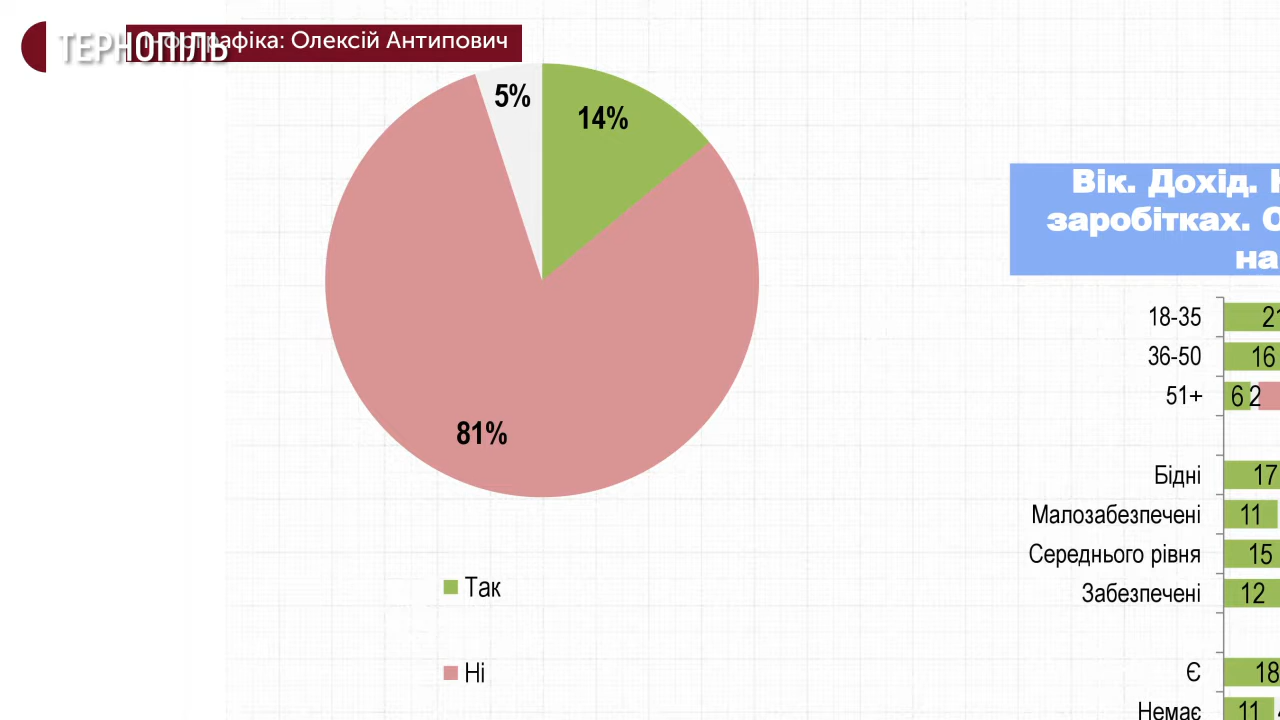 ТЕРНОПІЛЬ
Інфографіка: Олексій Антипович
5%
14%
81%
Так
Ні
Вік. Дохід.
заробітках.
на
18-35
36-50 16
51+ 6 2
Бідні 17
Малозабезпечені 11
Середнього рівня 15
Забезпечені 12
Є 18
Немає 11